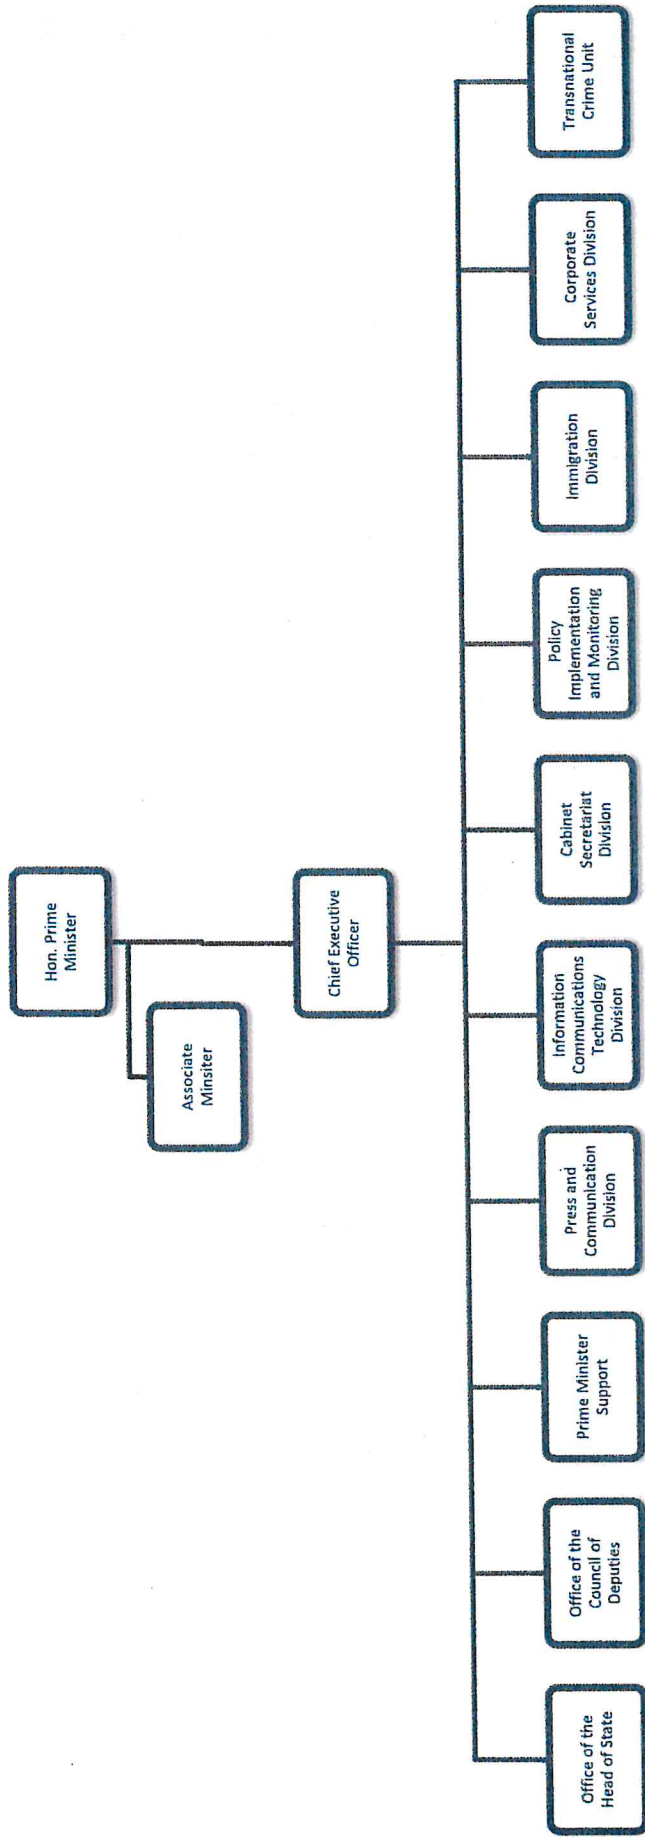 Hon. Prime
Minister
Associate
Minsiter
Chief Executive
Officer
Office of the
Head of State
Office of the
Council of
Deputies
Prime Minister
Support
Press and
Communication
Division
Information
Communications
Technology
Division
Cabinet
Secretariat
Division
Policy
Implementation
and Monitoring
Division
Immigration
Division
Corporate
Services Division
Transnational
Crime Unit